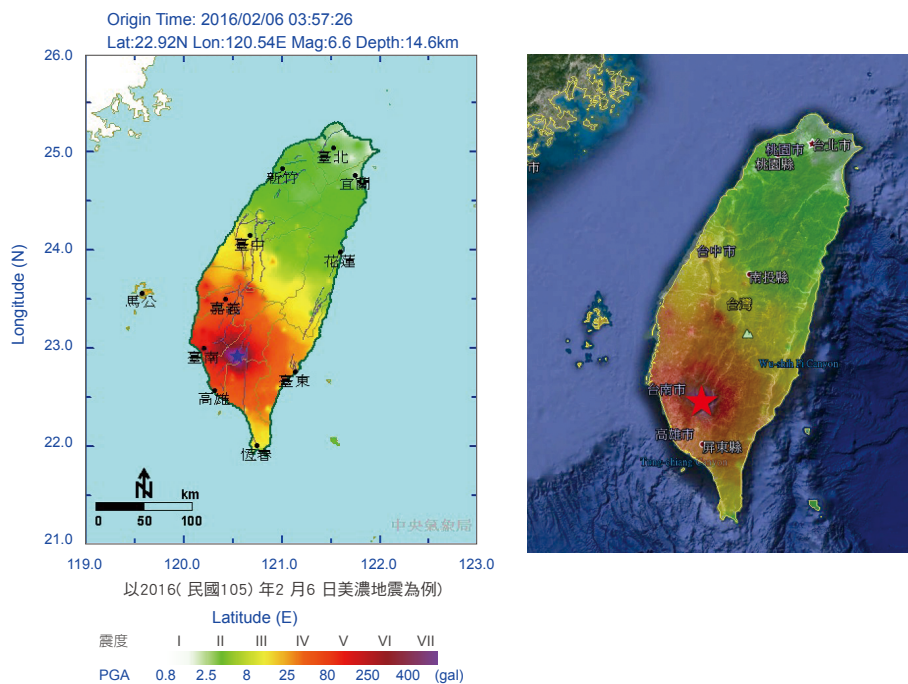 Origin Time: 2016/02/06 03:57:26
Lat:22.92N Lon:120.54E Mag:6.6 Depth:14.6km
26.0
25.0
24.0
23.0
22.0
21.0
Longitude (N)
臺北
新竹
宜蘭
臺中
花蓮
馬公
嘉義
臺南
臺東
高雄
恆春
N
km
0 50 100
中央氣象局
119.0 120.0 121.0 122.0 123.0
以2016( 民國105) 年2 月6 日美濃地震為例)
Latitude (E)
震度 I II III IV V VI VII
PGA 0.8 2.5 8 25 80 250 400 (gal)
市
桃園市
台北市
桃園縣
台中市
南投縣
台灣
Wu-shih Pi Canyon
台南市
高雄市
屏東縣